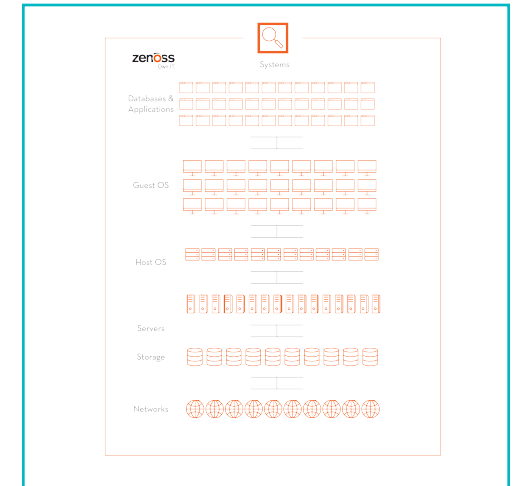 zenoss
Systems
Databases &
Applications
Guest OS
Host OS
Servers
Storage
Networks